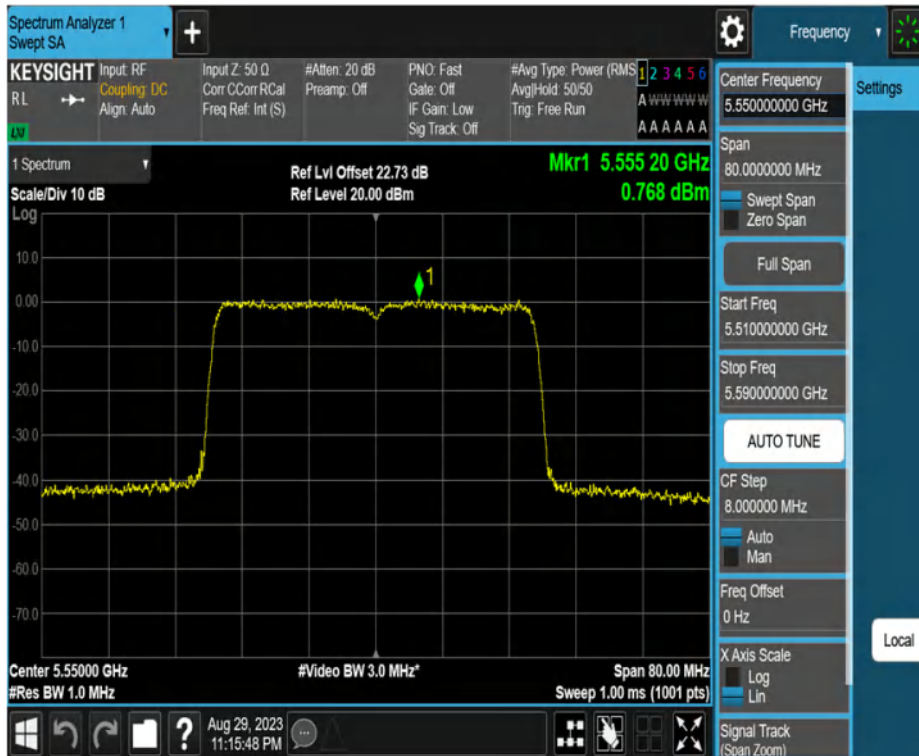 Spectrum Analyzer 1
Swept SA
+
Frequency
KEYSIGHT
RL
LXI
Input: RF
Coupling: DC
Align: Auto
Input Z: 50 Ω
Corr CCorr RCal
Freq Ref: Int (S)
#Atten: 20 dB
Preamp: Off
PNO: Fast
Gate: Off
IF Gain: Low
Sig Track: Off
#Avg Type: Power (RMS
Avg|Hold: 50/50
Trig: Free Run
1 2 3 4 5 6
A W W W W W
A A A A A A
Center Frequency
5.550000000 GHz
Settings
Span
80.0000000 MHz
Swept Span
Zero Span
Full Span
Start Freq
5.510000000 GHz
Stop Freq
5.590000000 GHz
AUTO TUNE
CF Step
8.000000 MHz
Auto
Man
Freq Offset
0 Hz
X Axis Scale
Log
Lin
Local
Signal Track
(Span Zoom)
1 Spectrum
Scale/Div 10 dB
Ref Lvl Offset 22.73 dB
Ref Level 20.00 dBm
Mkr1 5.555 20 GHz
0.768 dBm
Log
10.0
0.00
-10.0
-20.0
-30.0
-40.0
-50.0
-60.0
-70.0
1
Center 5.55000 GHz
#Res BW 1.0 MHz
#Video BW 3.0 MHz*
Span 80.00 MHz
Sweep 1.00 ms (1001 pts)
?
Aug 29, 2023
11:15:48 PM